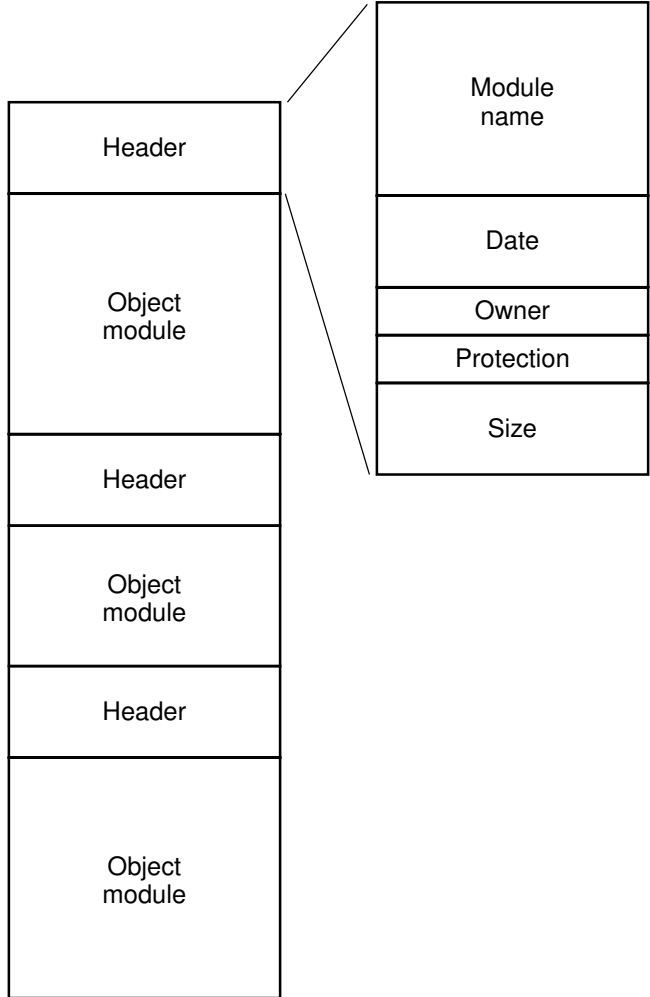 Header
Object
module
Header
Object
module
Header
Object
module
Module
name
Date
Owner
Protection
Size